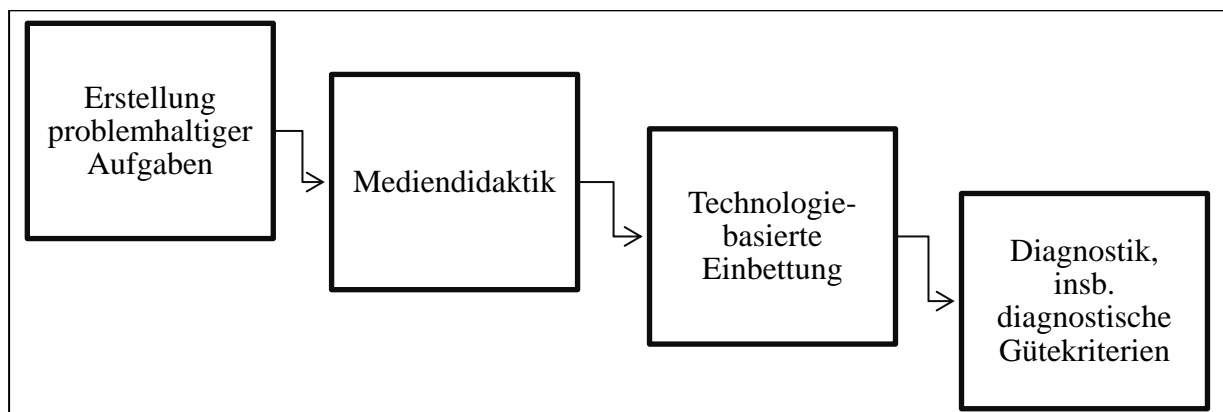 Erstellung
problemhaltiger
Aufgaben
Mediendidaktik
Technologie-
basierte
Einbettung
Diagnostik,
insb.
diagnostische
Gütekriterien